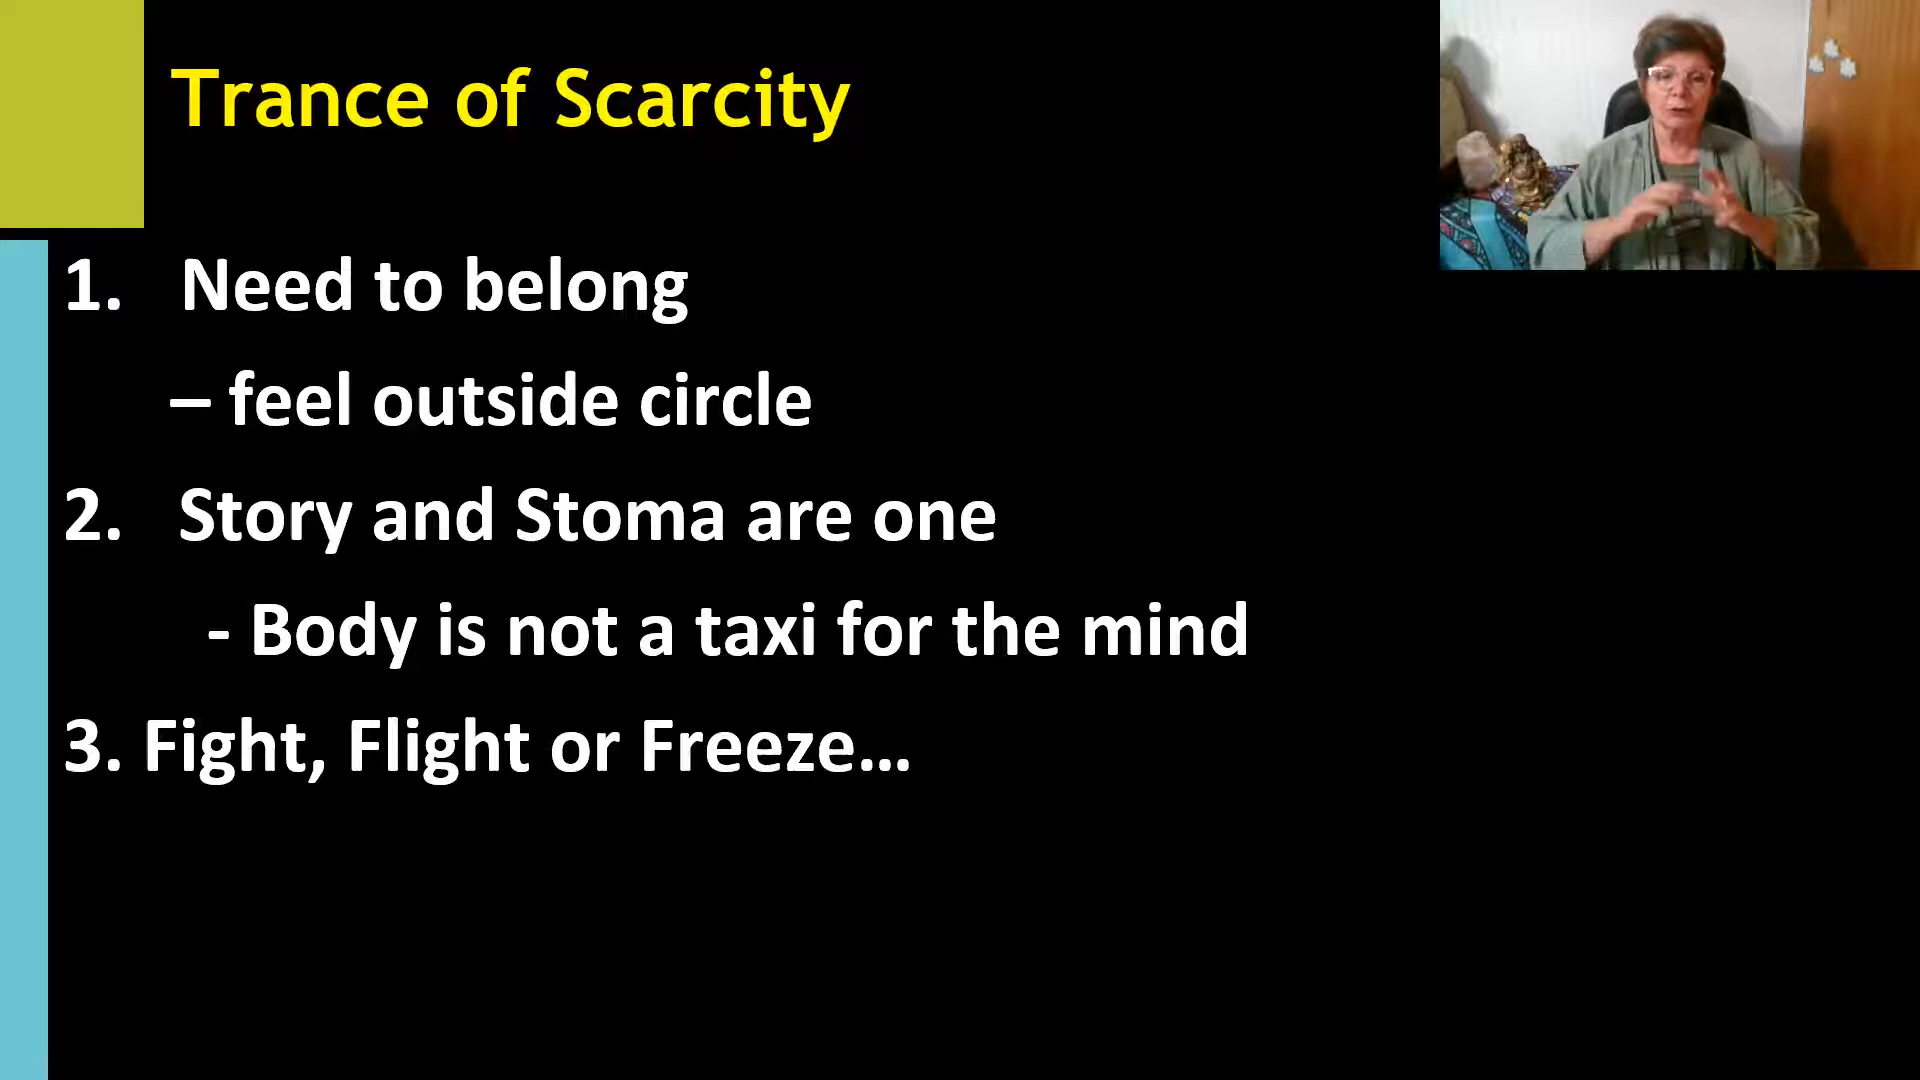 Trance of Scarcity
1. Need to belong
– feel outside circle
2. Story and Stoma are one
- Body is not a taxi for the mind
3. Fight, Flight or Freeze...